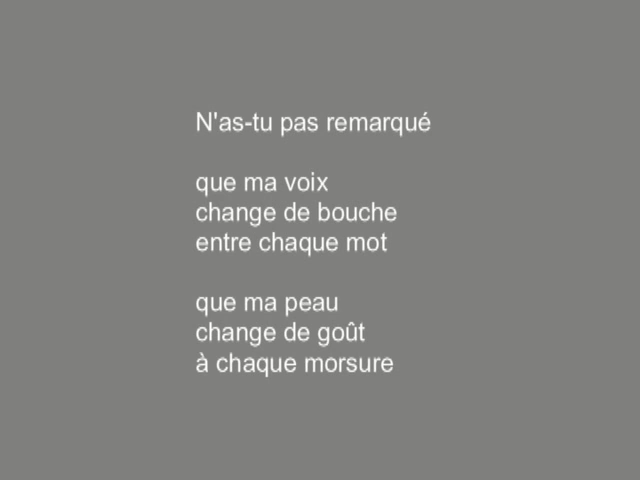 N'as-tu pas remarqué
que ma voix
change de bouche
entre chaque mot
que ma peau
change de goût
à chaque morsure